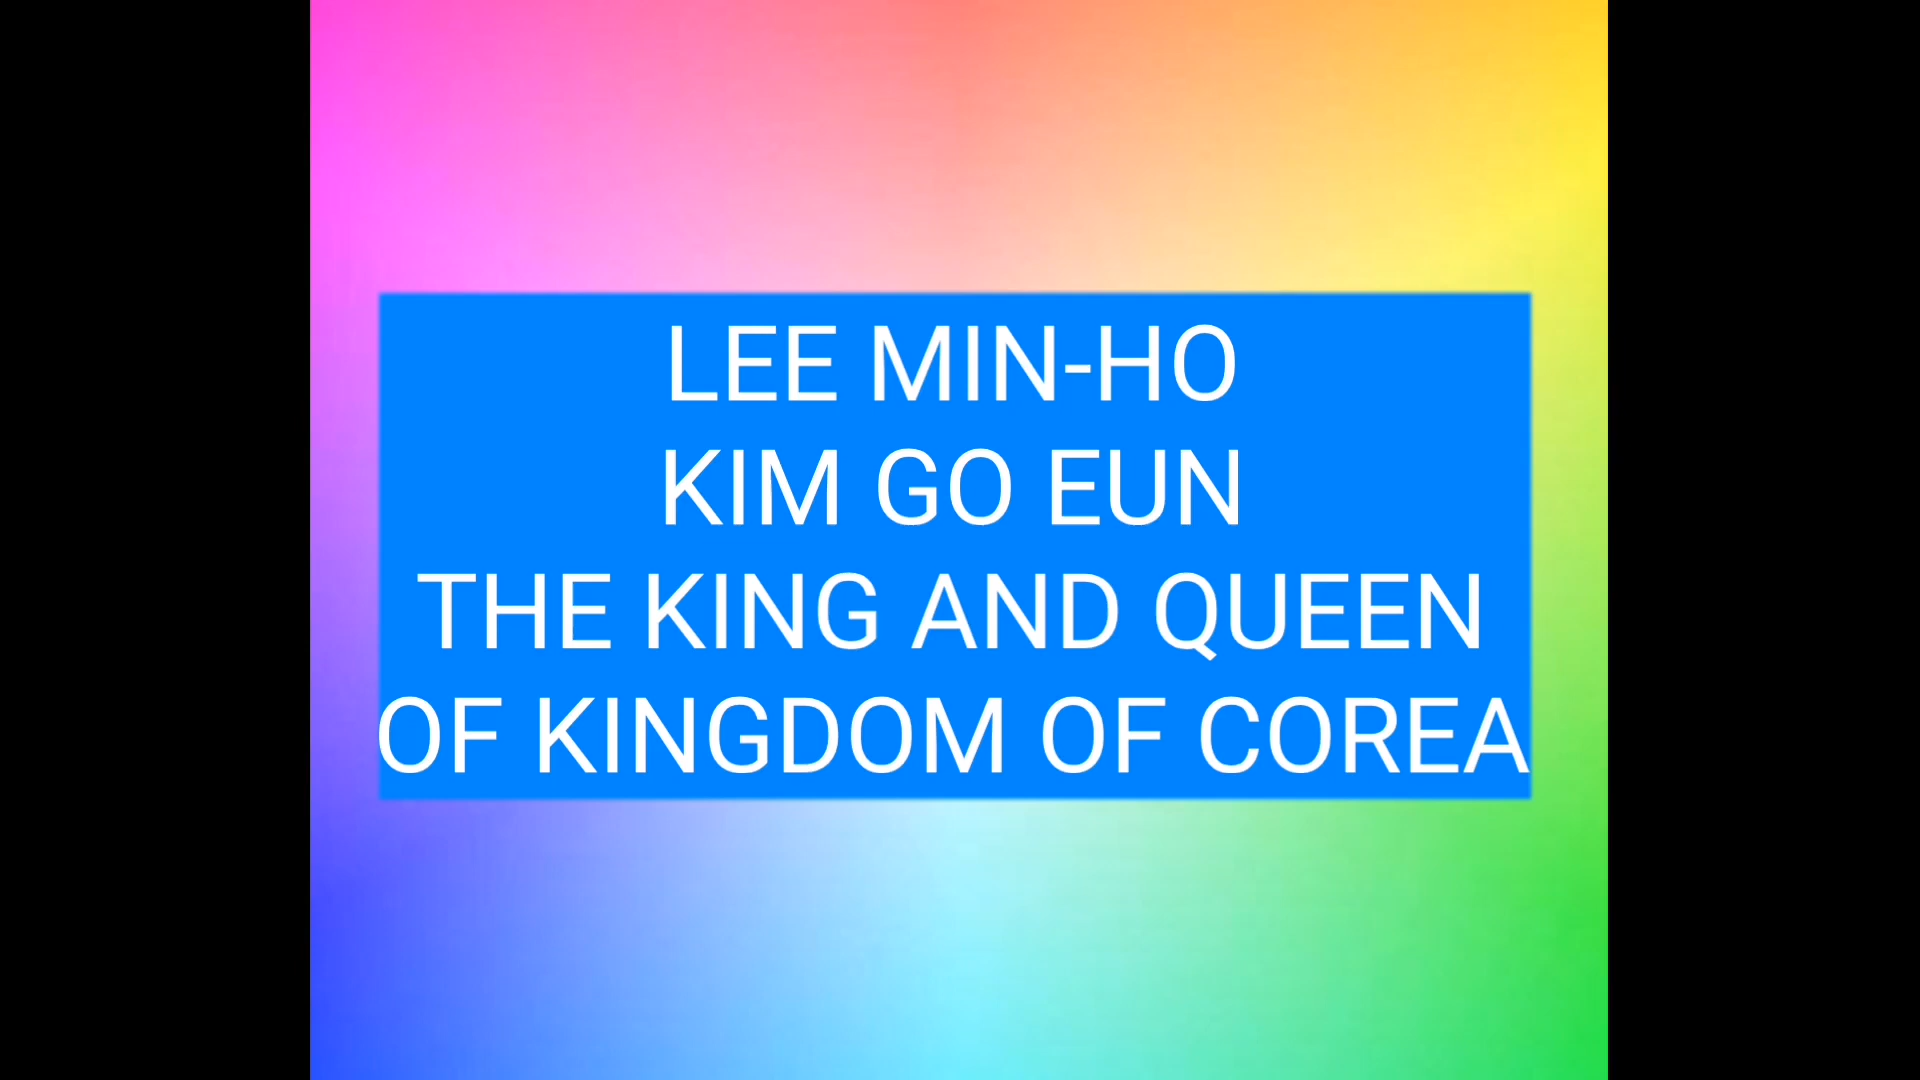 LEE MIN-HO
KIM GO EUN
THE KING AND QUEEN
OF KINGDOM OF COREA